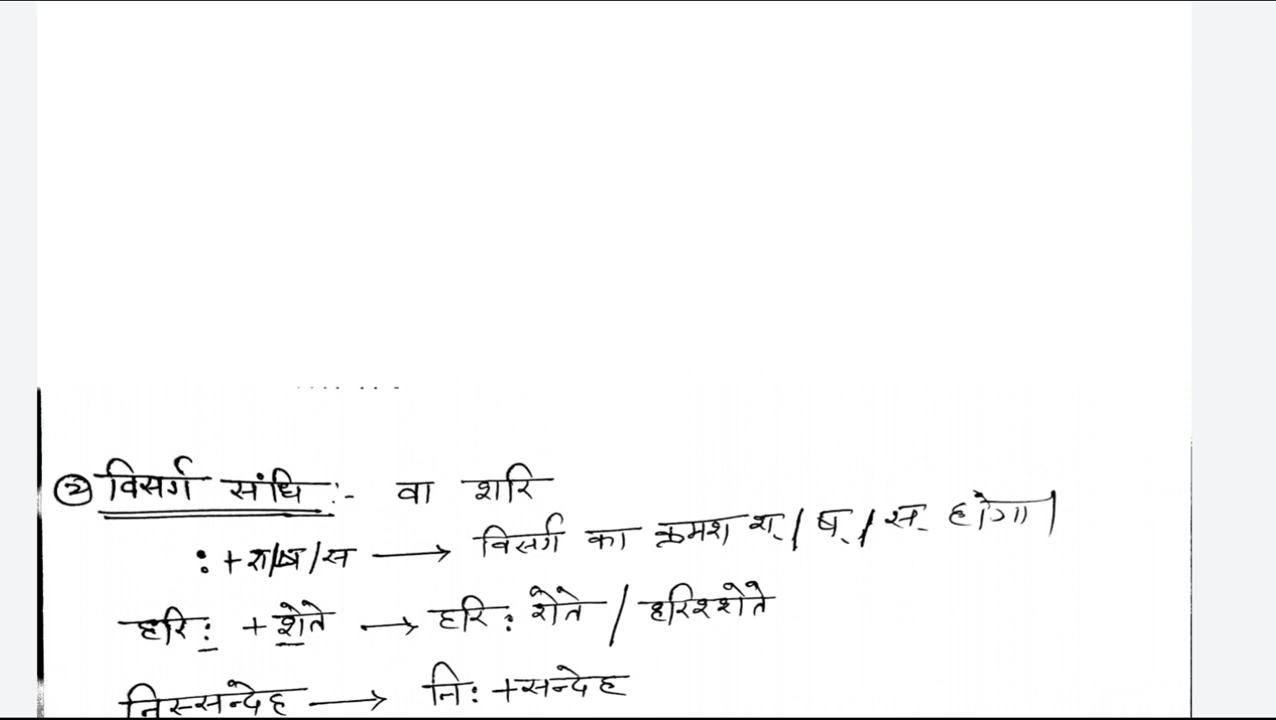 ② विसर्ग संधि :- वा शरि
: + श/ष/स ⟶ विसर्ग का क्रमश श्/ ष्/ स् होगा।
हरि: + शेते ⟶ हरि: शेते / हरिश्शेते
निस्सन्देह ⟶ नि: + सन्देह